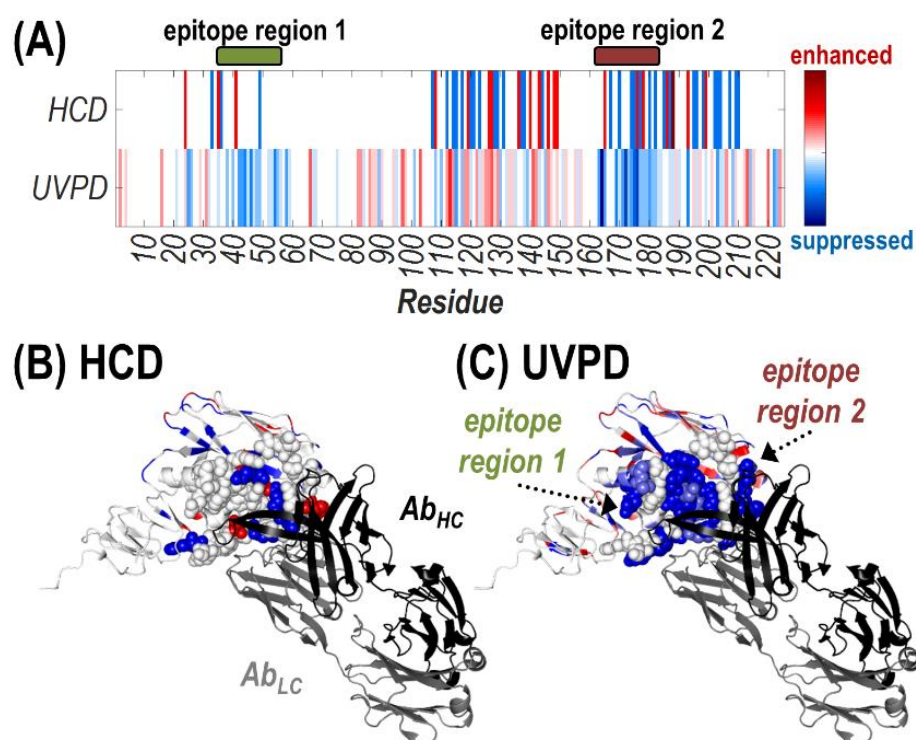 (A)
epitope region 1
epitope region 2
enhanced
HCD
UVPD
suppressed
10 20 30 40 50 60 70 80 90 100 110 120 130 140 150 160 170 180 190 200 210 220
Residue
(B) HCD
(C) UVPD
epitope
region 2
epitope
region 1
AbHC
AbLC